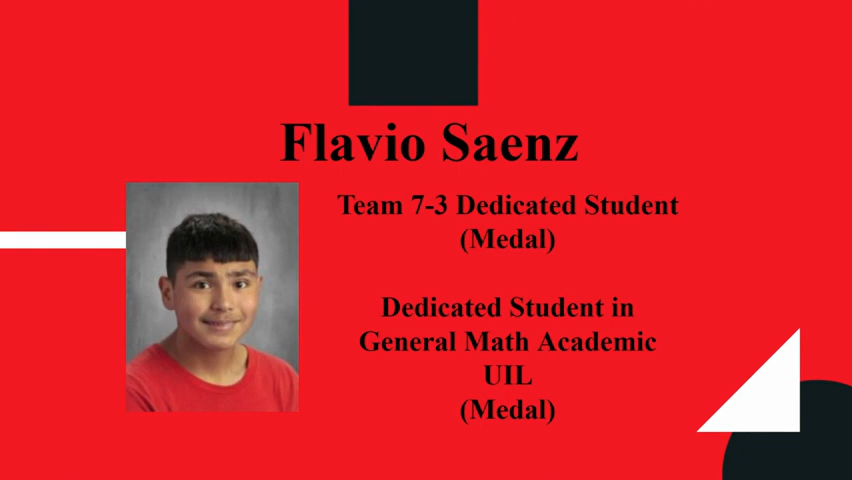 Flavio Saenz
Team 7-3 Dedicated Student
(Medal)
Dedicated Student in
General Math Academic
UIL
(Medal)